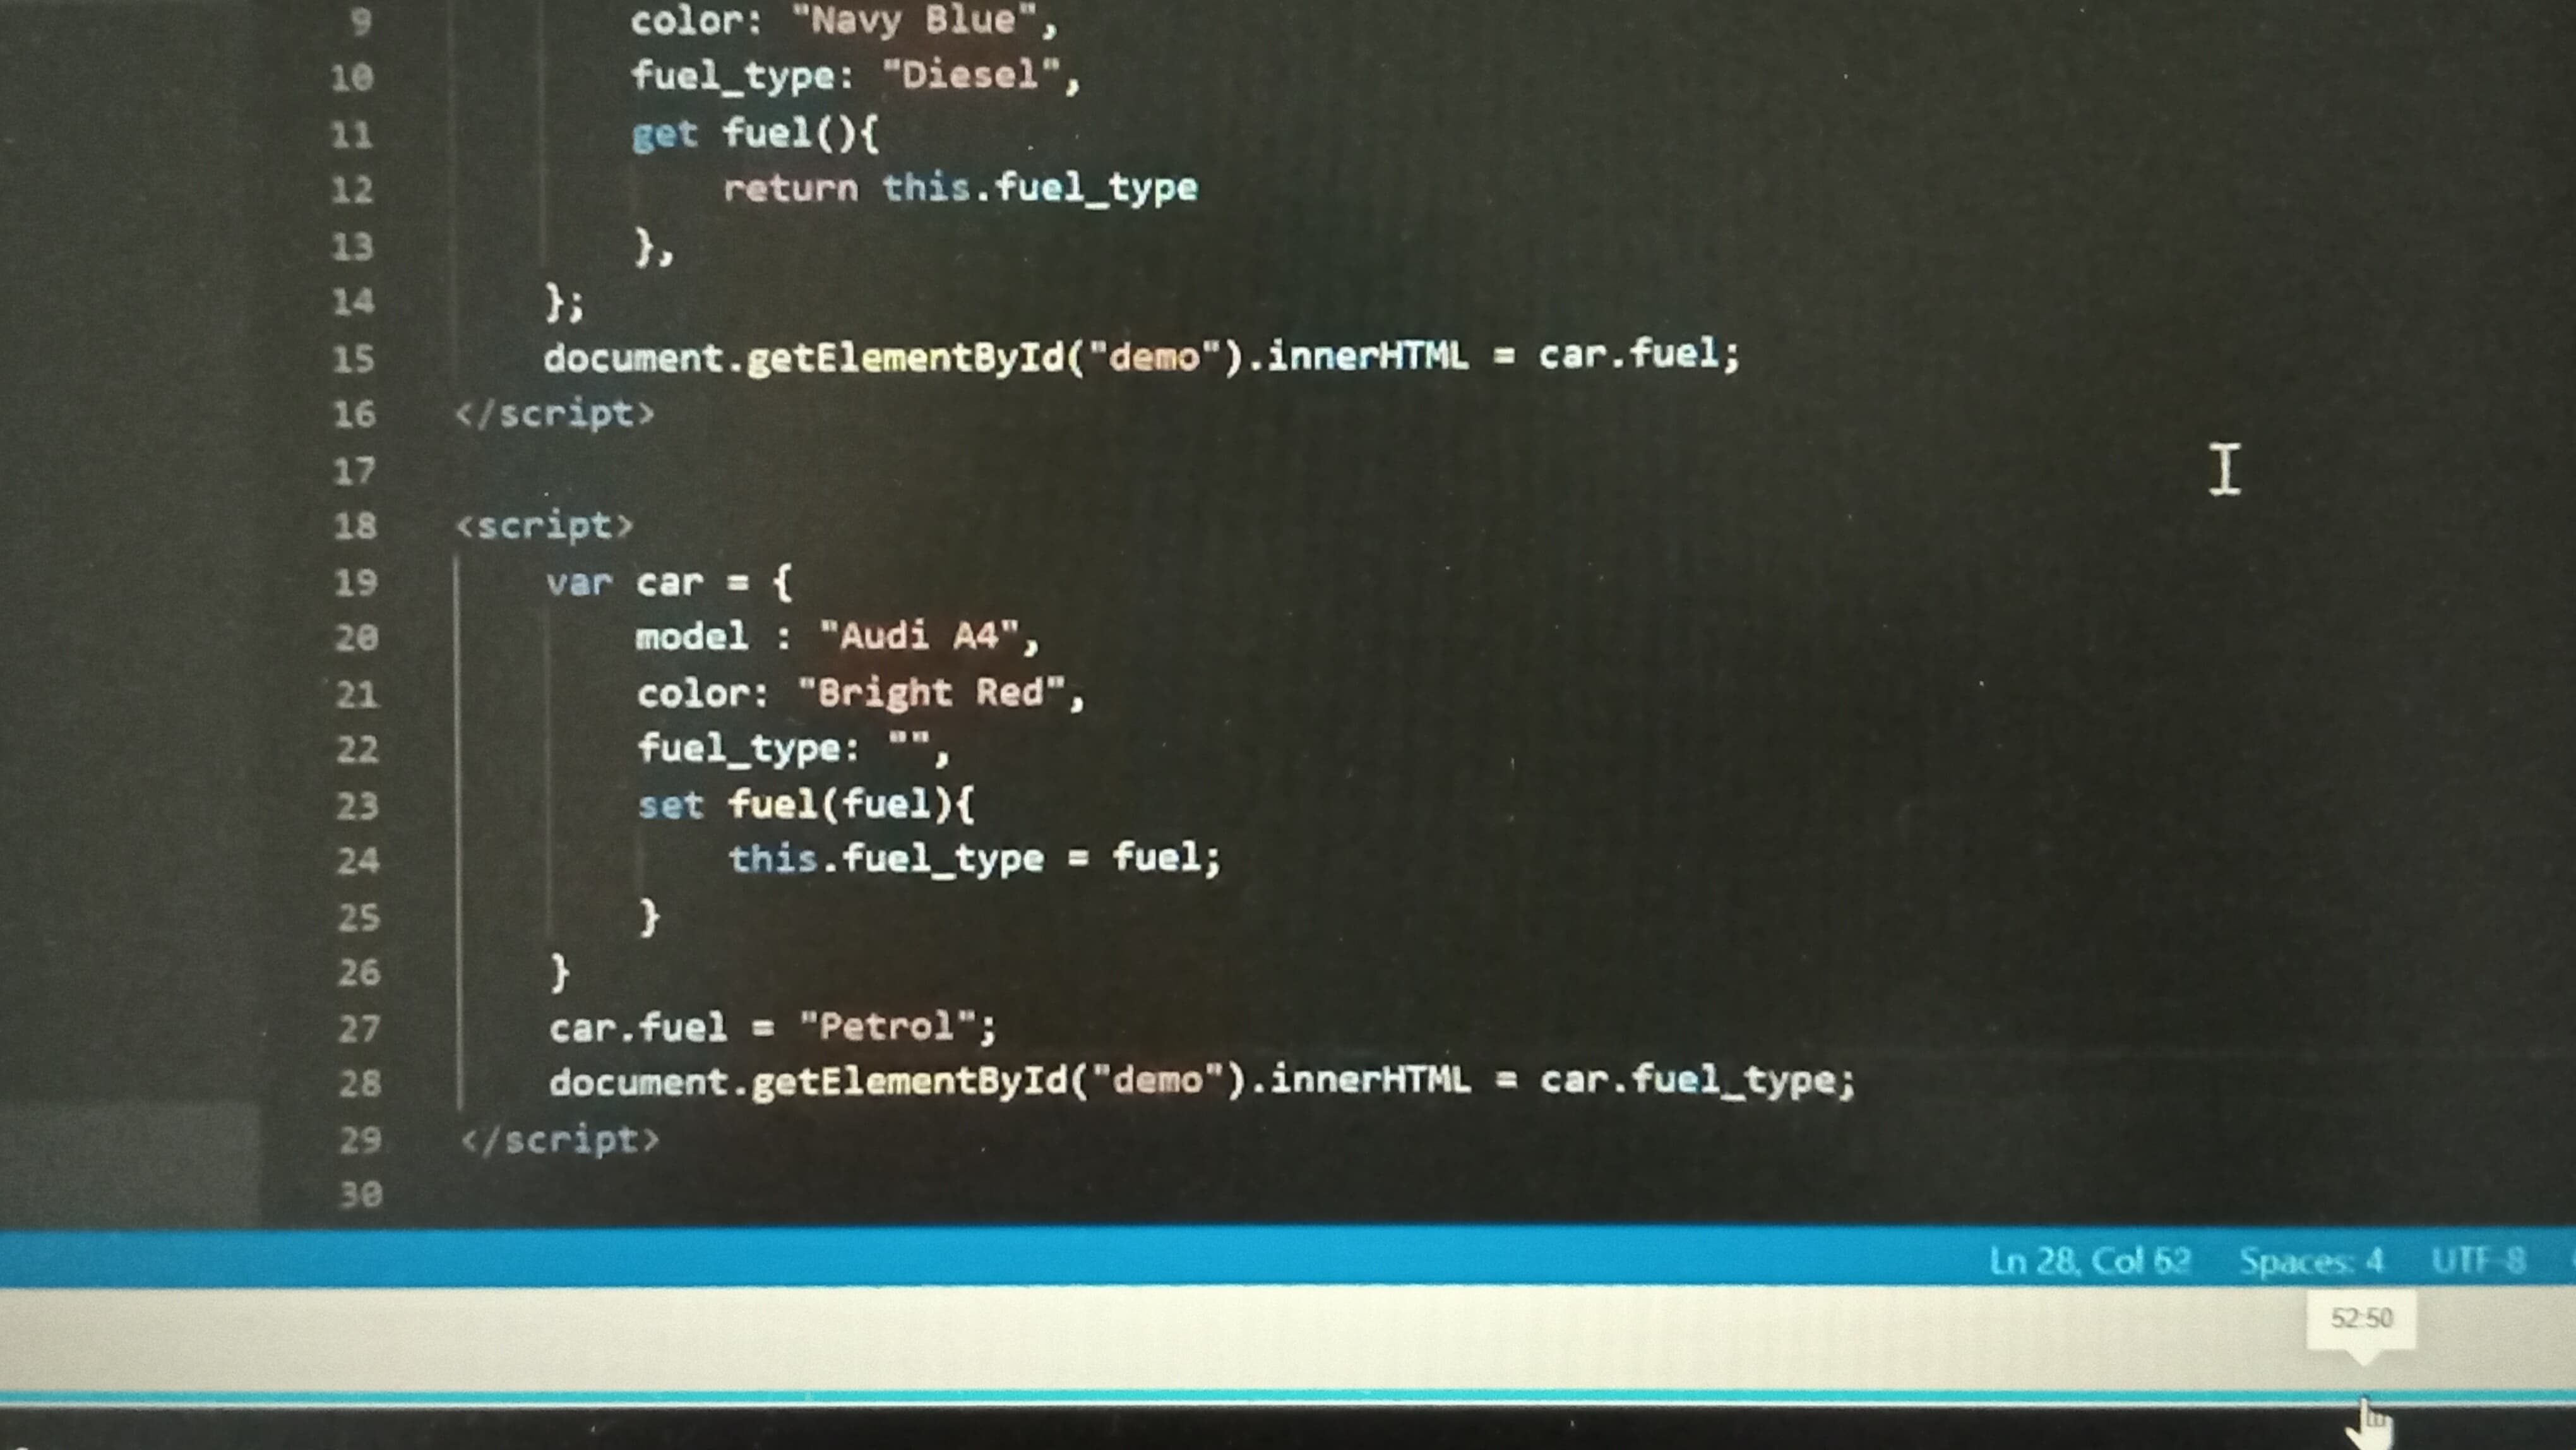 9 color: "Navy Blue",
10 fuel_type: "Diesel",
11 get fuel(){
12 return this.fuel_type
13 },
14 };
15 document.getElementById("demo").innerHTML = car.fuel;
16 </script>
17
18 <script>
19 var car = {
20 model : "Audi A4",
21 color: "Bright Red",
22 fuel_type: "",
23 set fuel(fuel){
24 this.fuel_type = fuel;
25 }
26 }
27 car.fuel = "Petrol";
28 document.getElementById("demo").innerHTML = car.fuel_type;
29 </script>
30
Ln 28, Col 62 Spaces: 4 UTF-8
52:50